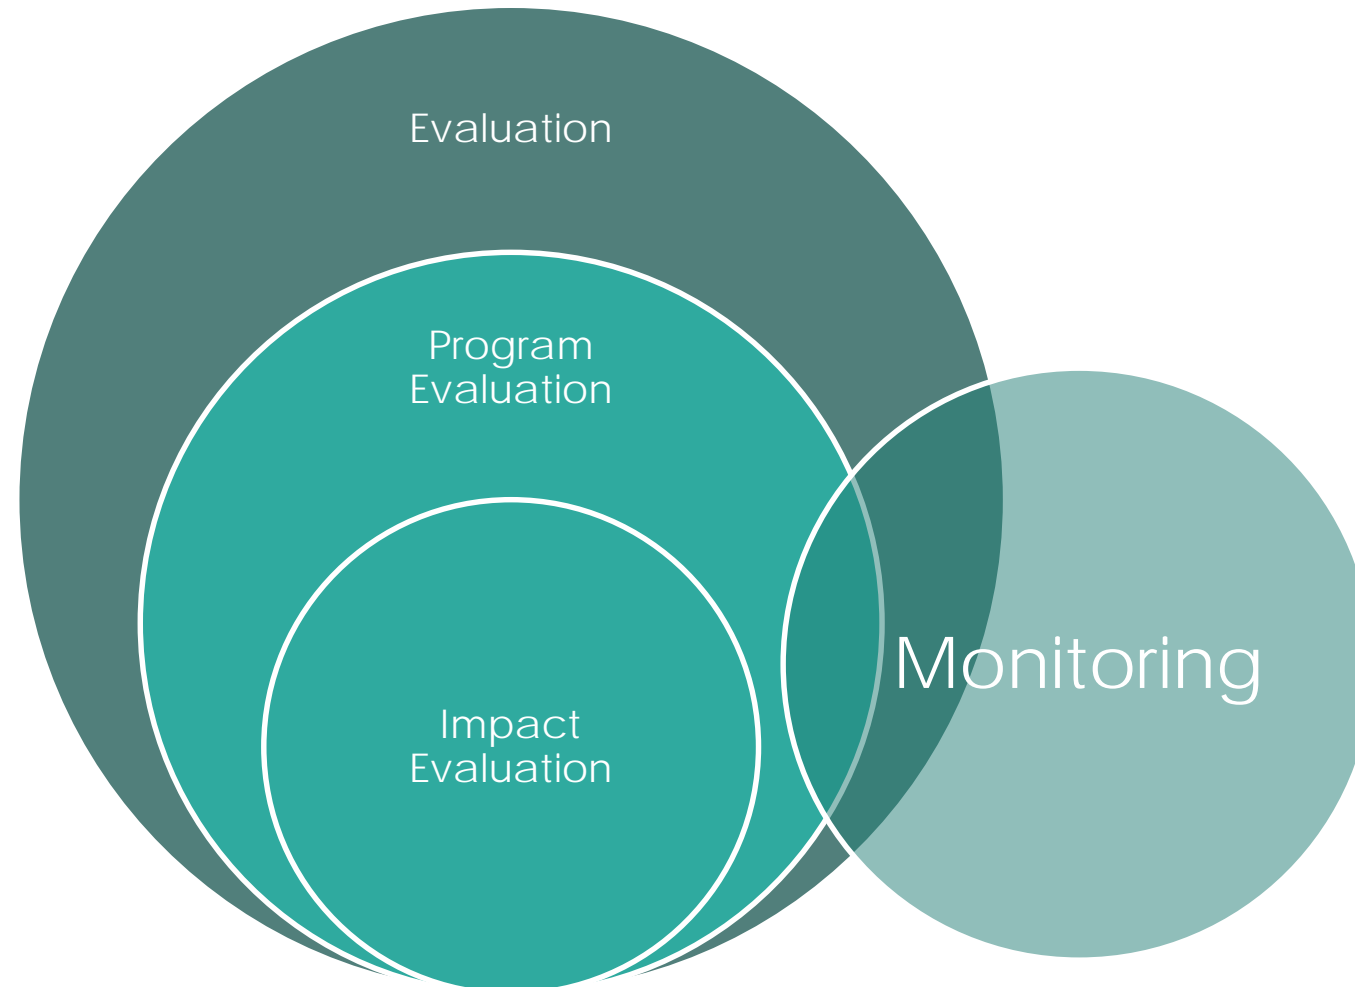 Evaluation
Program
Evaluation
Monitoring
Impact
Evaluation